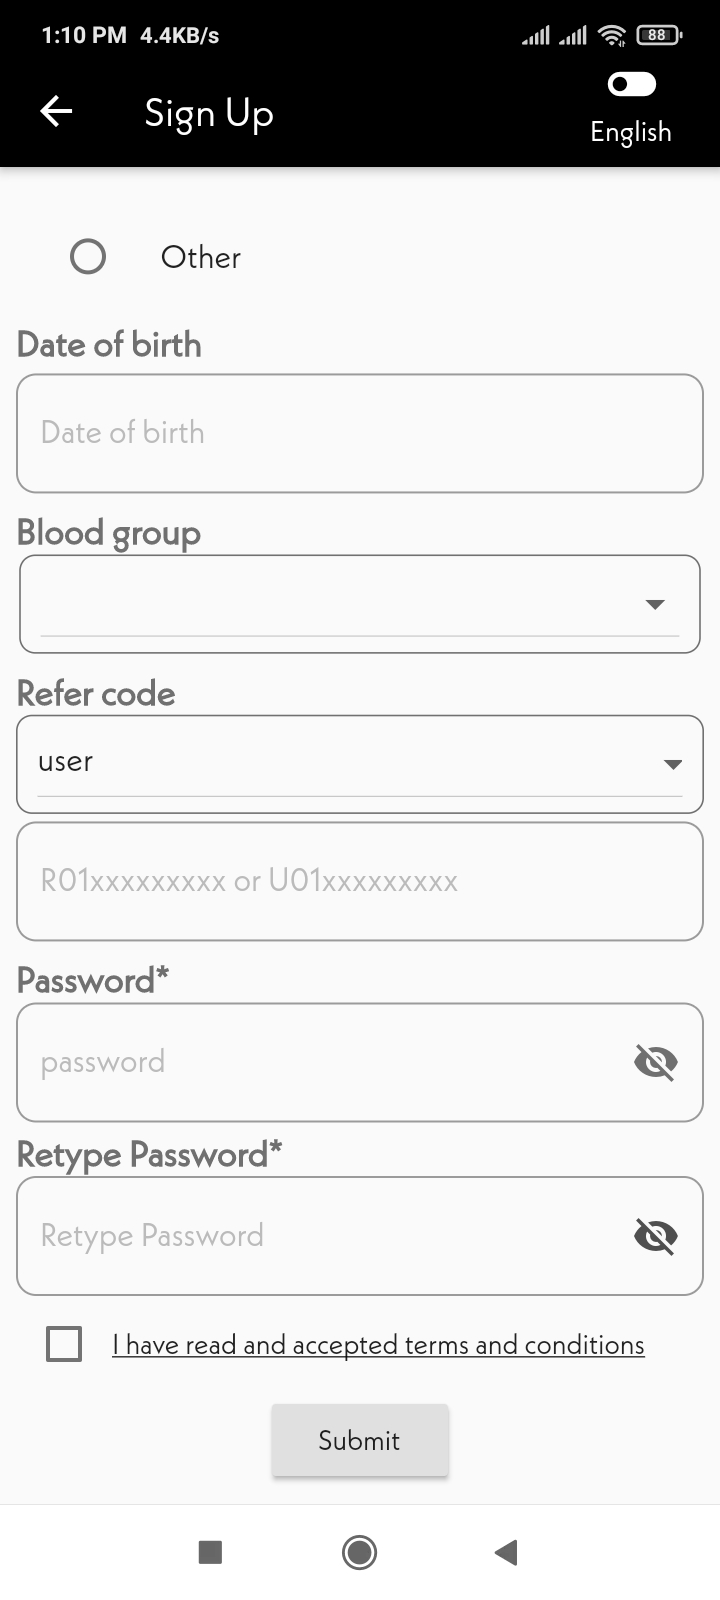 1:10 PM 4.4KB/s 88
Sign Up
English
Other
Date of birth
Date of birth
Blood group
Refer code
user
R01xxxxxxxxx or U01xxxxxxxxx
Password*
password
Retype Password*
Retype Password
I have read and accepted terms and conditions
Submit